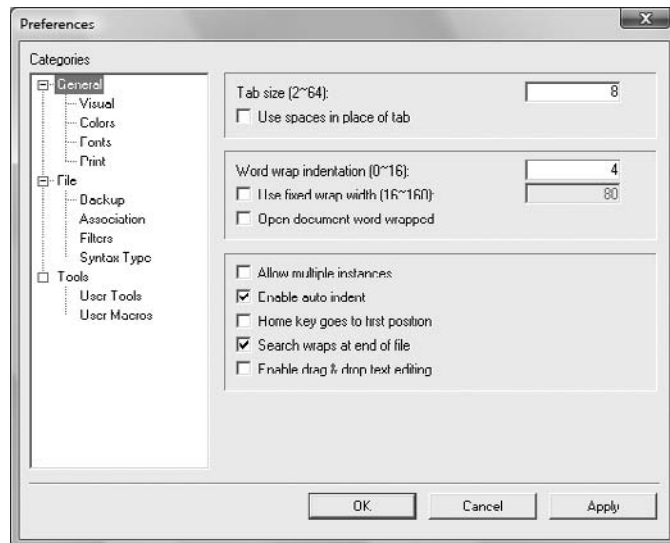 Preferences
X
Categories
General
Visual
Colors
Fonts
Print
File
Backup
Association
Filters
Syntax Type
Tools
User Tools
User Macros
Tab size (2~64): 8
Use spaces in place of tab
Word wrap indentation (0~16): 4
Use fixed wrap width (16~160): 80
Open document word wrapped
Allow multiple instances
Enable auto indent
Home key goes to first position
Search wraps at end of file
Enable drag & drop text editing
OK
Cancel
Apply